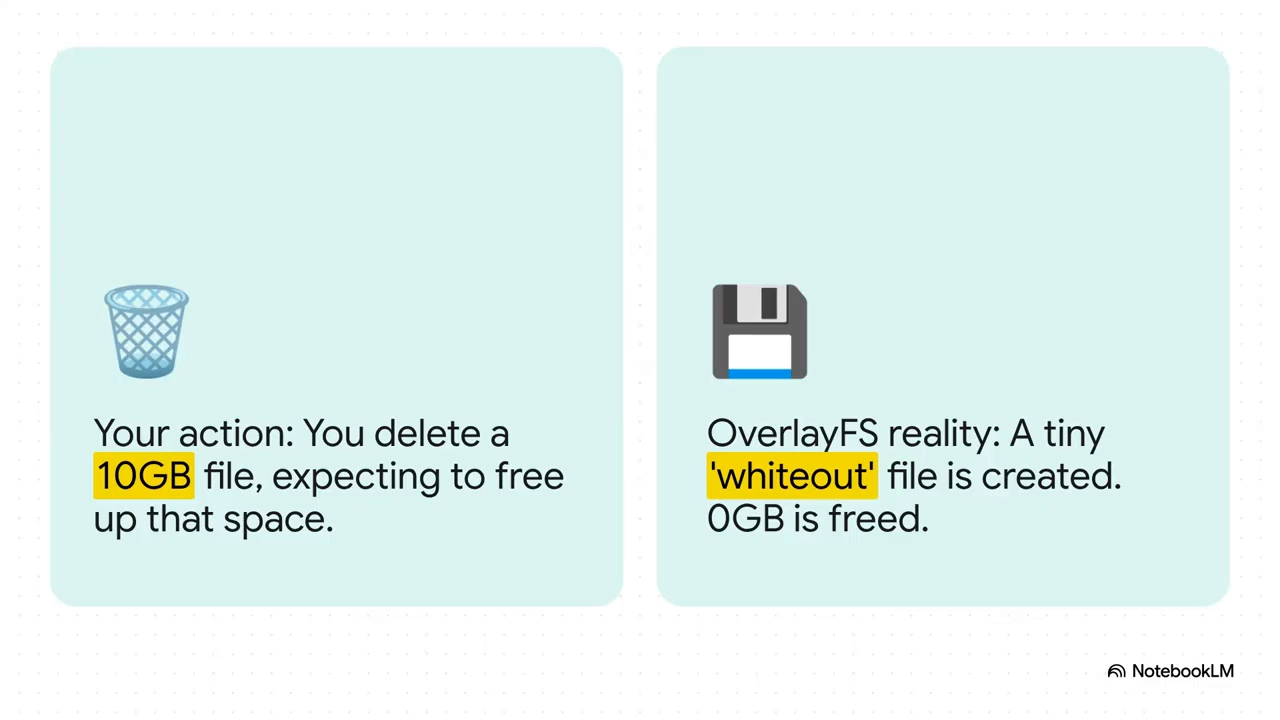 Your action: You delete a
10GB file, expecting to free
up that space.
OverlayFS reality: A tiny
'whiteout' file is created.
0GB is freed.
NotebookLM